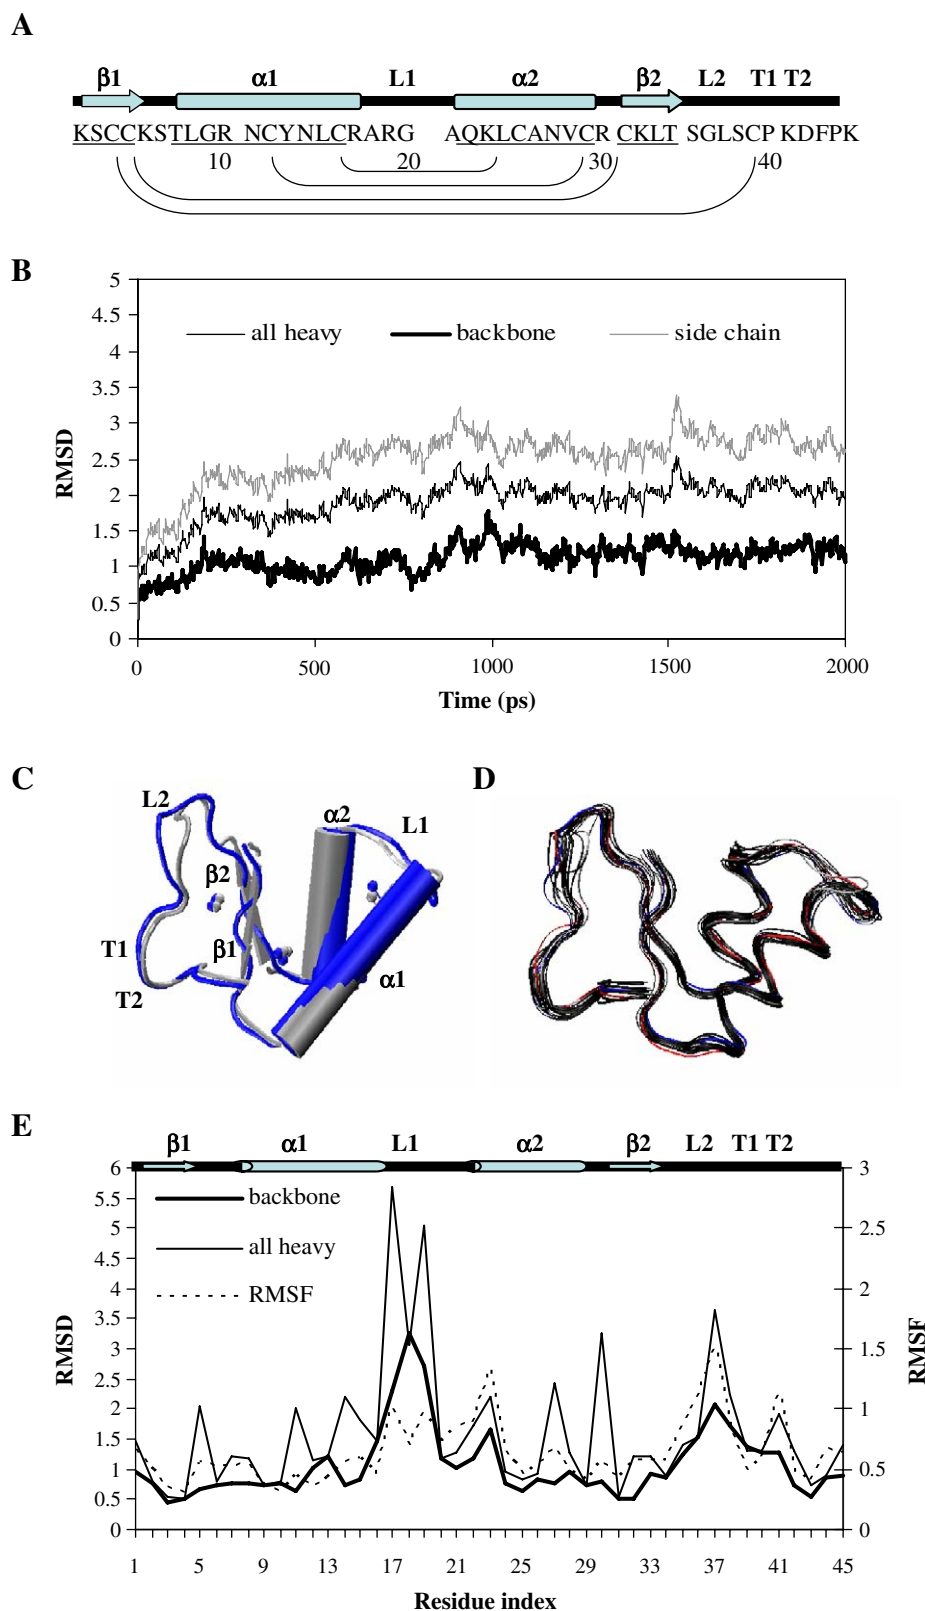 A
β1 α1 L1 α2 β2 L2 T1 T2
KSCCKSTLGR NCYNLCRARG AQKLCANVCR CKLT SGLSCP KDFPK
10 20 30 40
B
5
4.5
4
3.5
3
2.5
2
1.5
1
0.5
0
RMSD
all heavy backbone side chain
0 500 1000 1500 2000
Time (ps)
C
L2
α2
L1
β2
T1
β1
α1
T2
D
E
β1 α1 L1 α2 β2 L2 T1 T2
6
5.5
5
4.5
4
3.5
3
2.5
2
1.5
1
0.5
0
RMSD
backbone
all heavy
RMSF
3
2.5
2
1.5
1
0.5
0
RMSF
1 5 9 13 17 21 25 29 33 37 41 45
Residue index